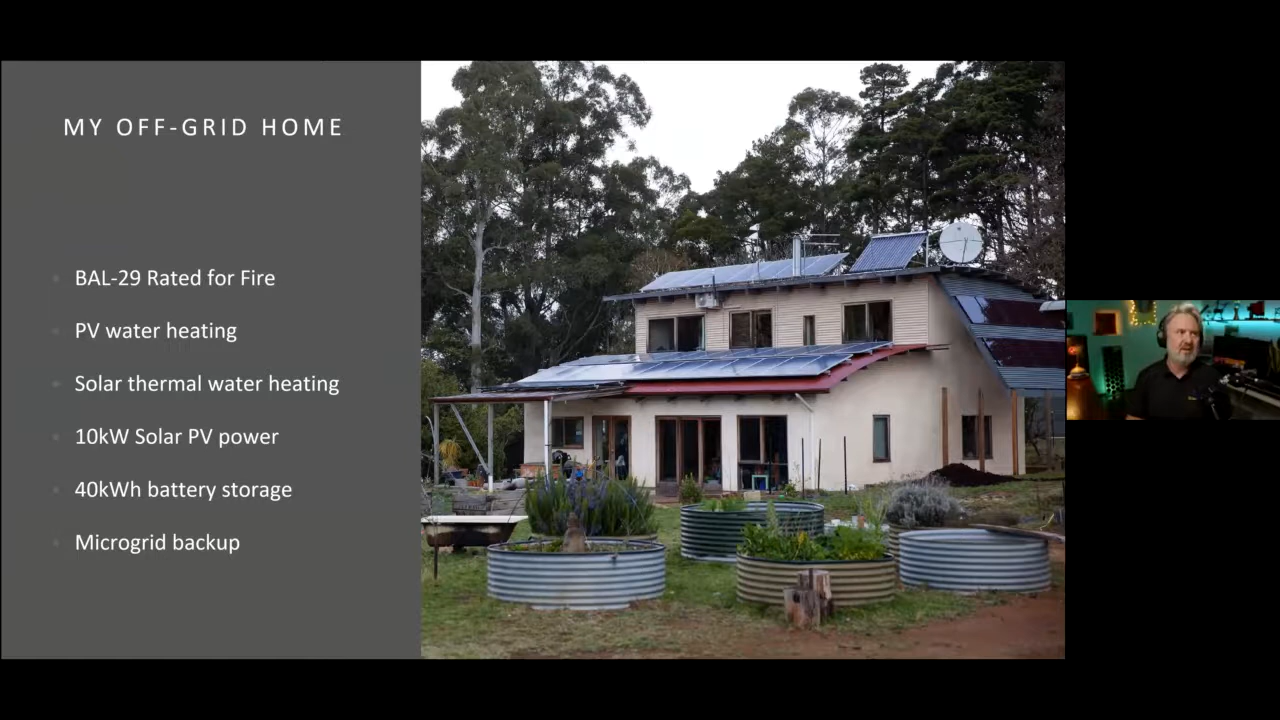 MY OFF-GRID HOME
BAL-29 Rated for Fire
PV water heating
Solar thermal water heating
10kW Solar PV power
40kWh battery storage
Microgrid backup